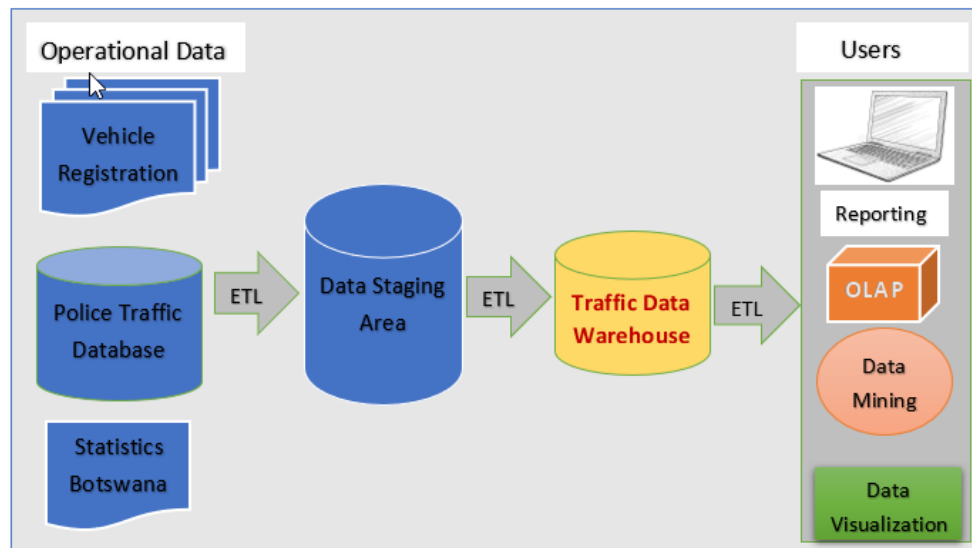 Operational Data
Vehicle
Registration
Police Traffic
Database
Statistics
Botswana
ETL
Data Staging
Area
ETL
Traffic Data
Warehouse
ETL
Users
Reporting
OLAP
Data
Mining
Data
Visualization